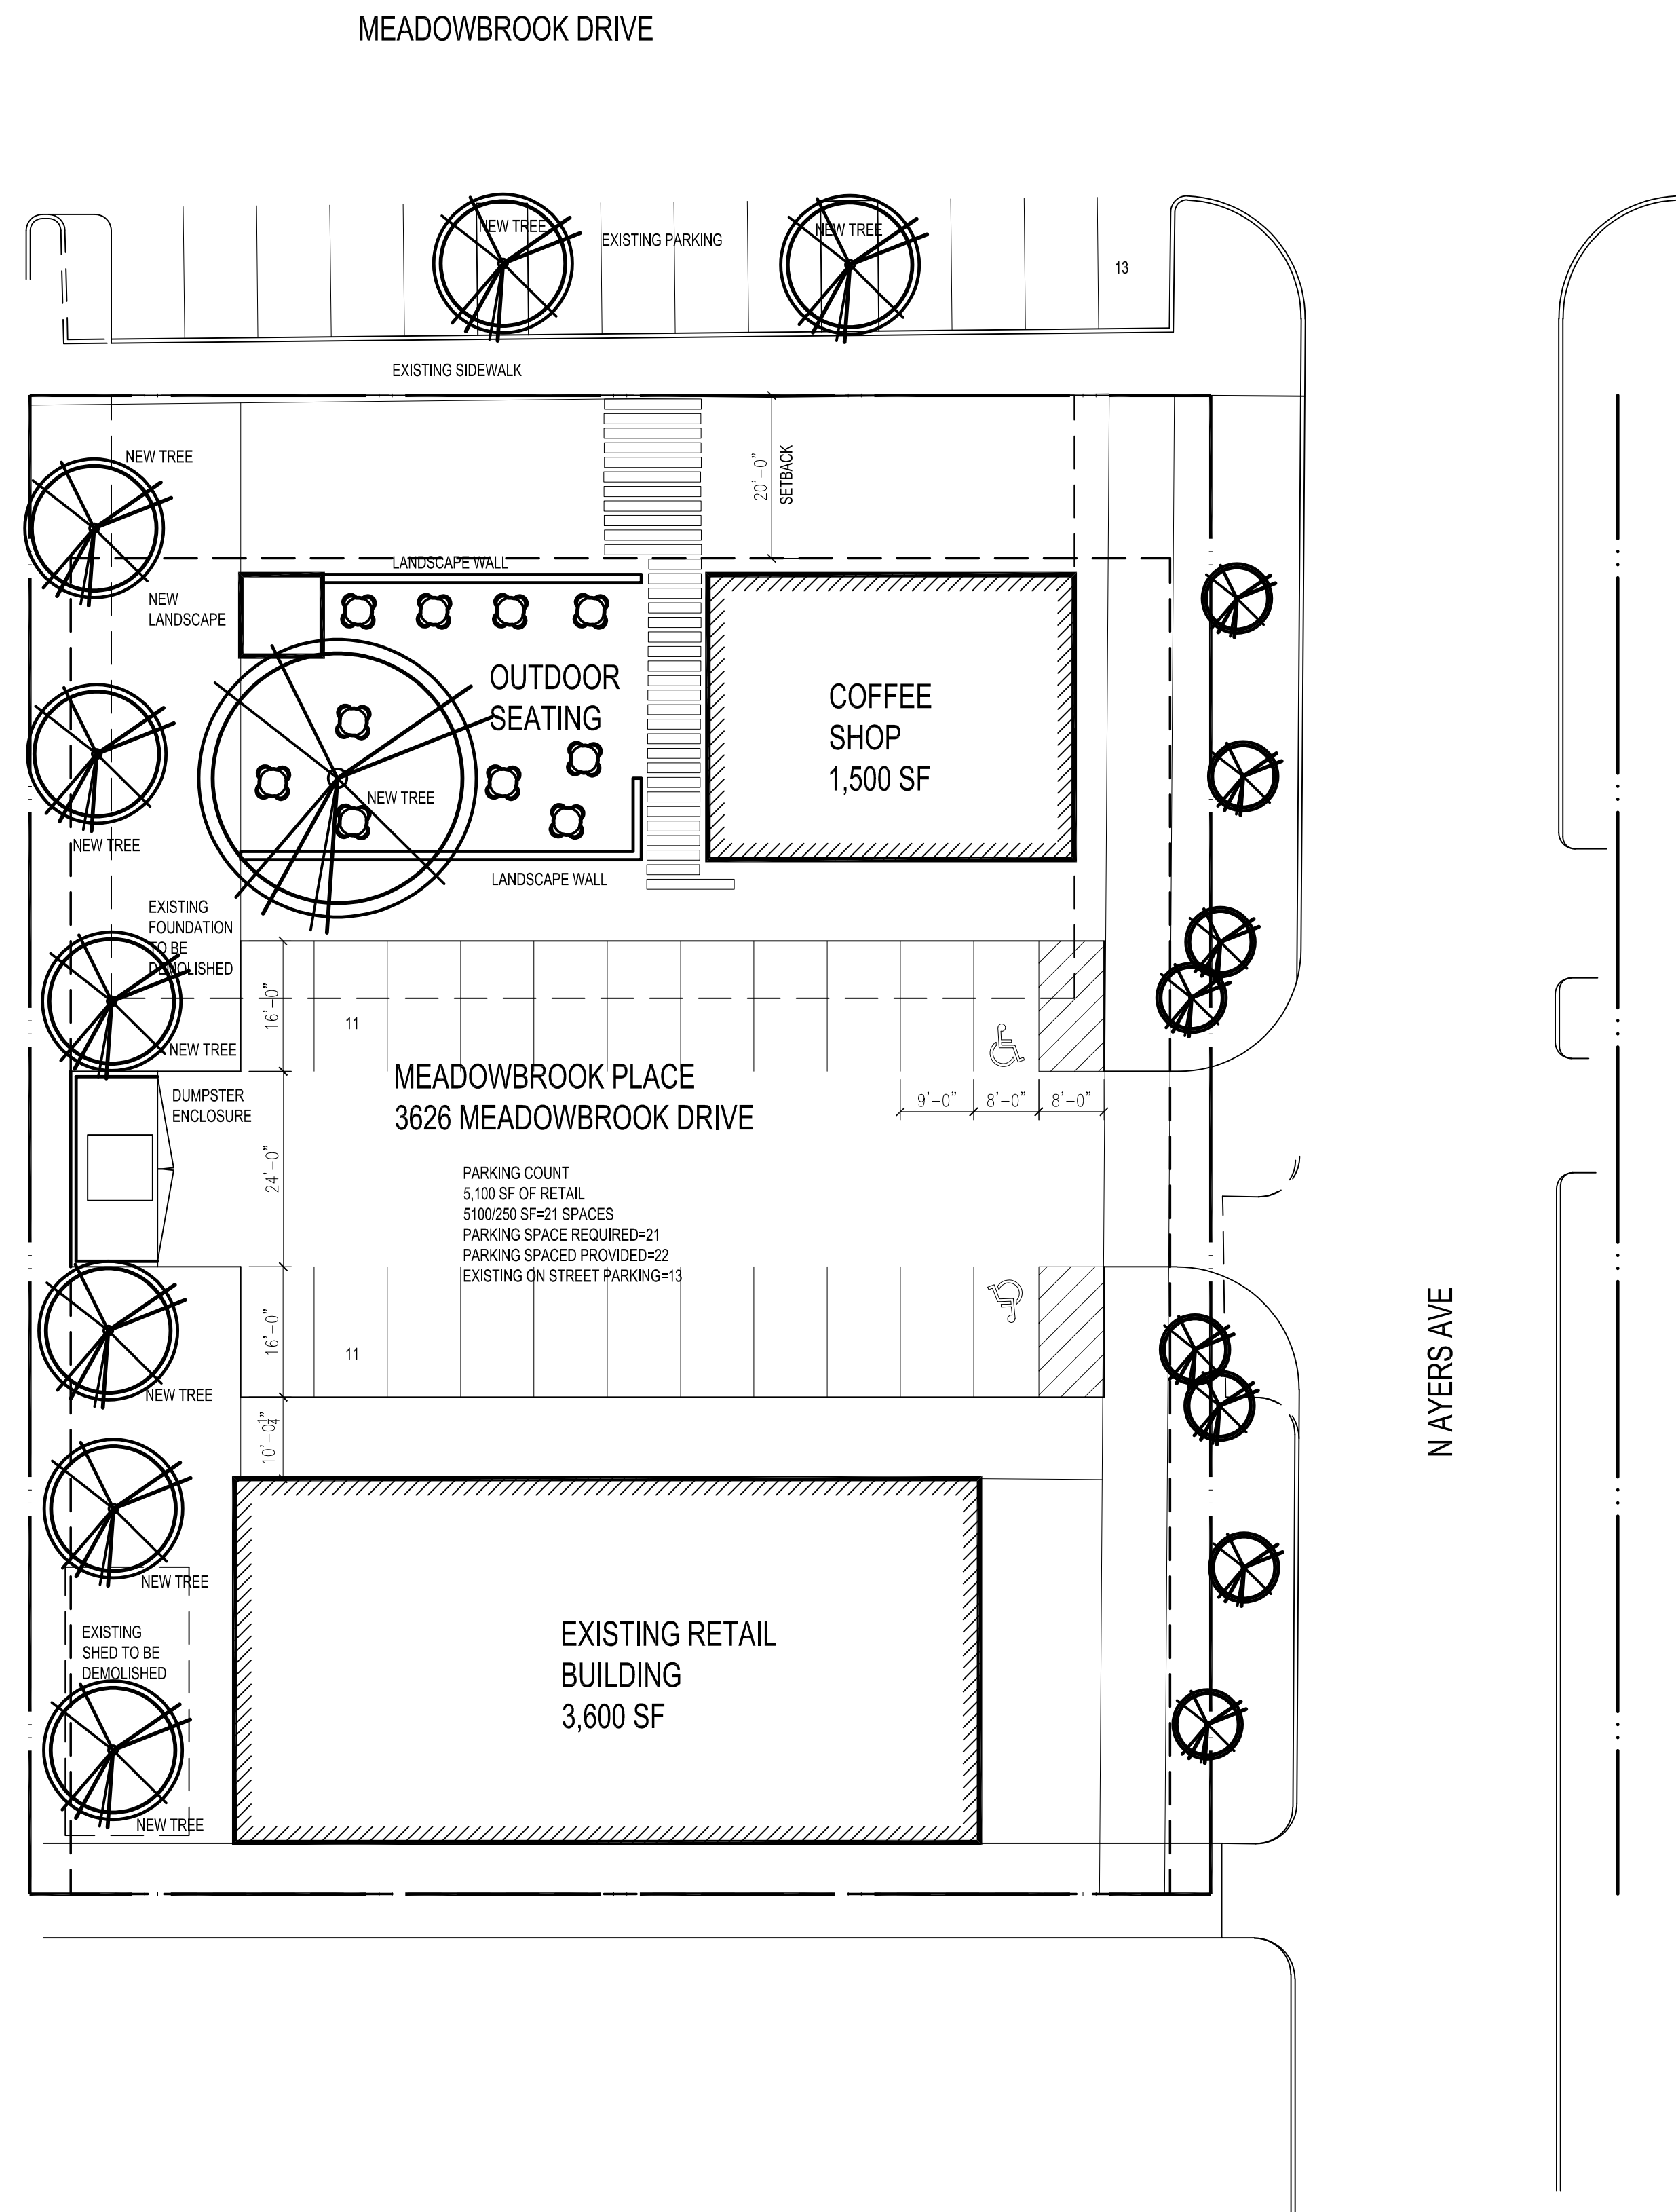 MEADOWBROOK DRIVE
NEW TREE
EXISTING PARKING
NEW TREE
13
EXISTING SIDEWALK
NEW TREE
20'-0"
SETBACK
LANDSCAPE WALL
NEW
LANDSCAPE
OUTDOOR
SEATING
COFFEE
SHOP
1,500 SF
NEW TREE
NEW TREE
LANDSCAPE WALL
EXISTING
FOUNDATION
TO BE
DEMOLISHED
16'-0"
11
NEW TREE
MEADOWBROOK PLACE
3626 MEADOWBROOK DRIVE
DUMPSTER
ENCLOSURE
9'-0"
8'-0"
8'-0"
24'-0"
PARKING COUNT
5,100 SF OF RETAIL
5100/250 SF=21 SPACES
PARKING SPACE REQUIRED=21
PARKING SPACED PROVIDED=22
EXISTING ON STREET PARKING=13
16'-0"
11
NEW TREE
N AYERS AVE
10'-0¼"
NEW TREE
EXISTING
SHED TO BE
DEMOLISHED
EXISTING RETAIL
BUILDING
3,600 SF
NEW TREE